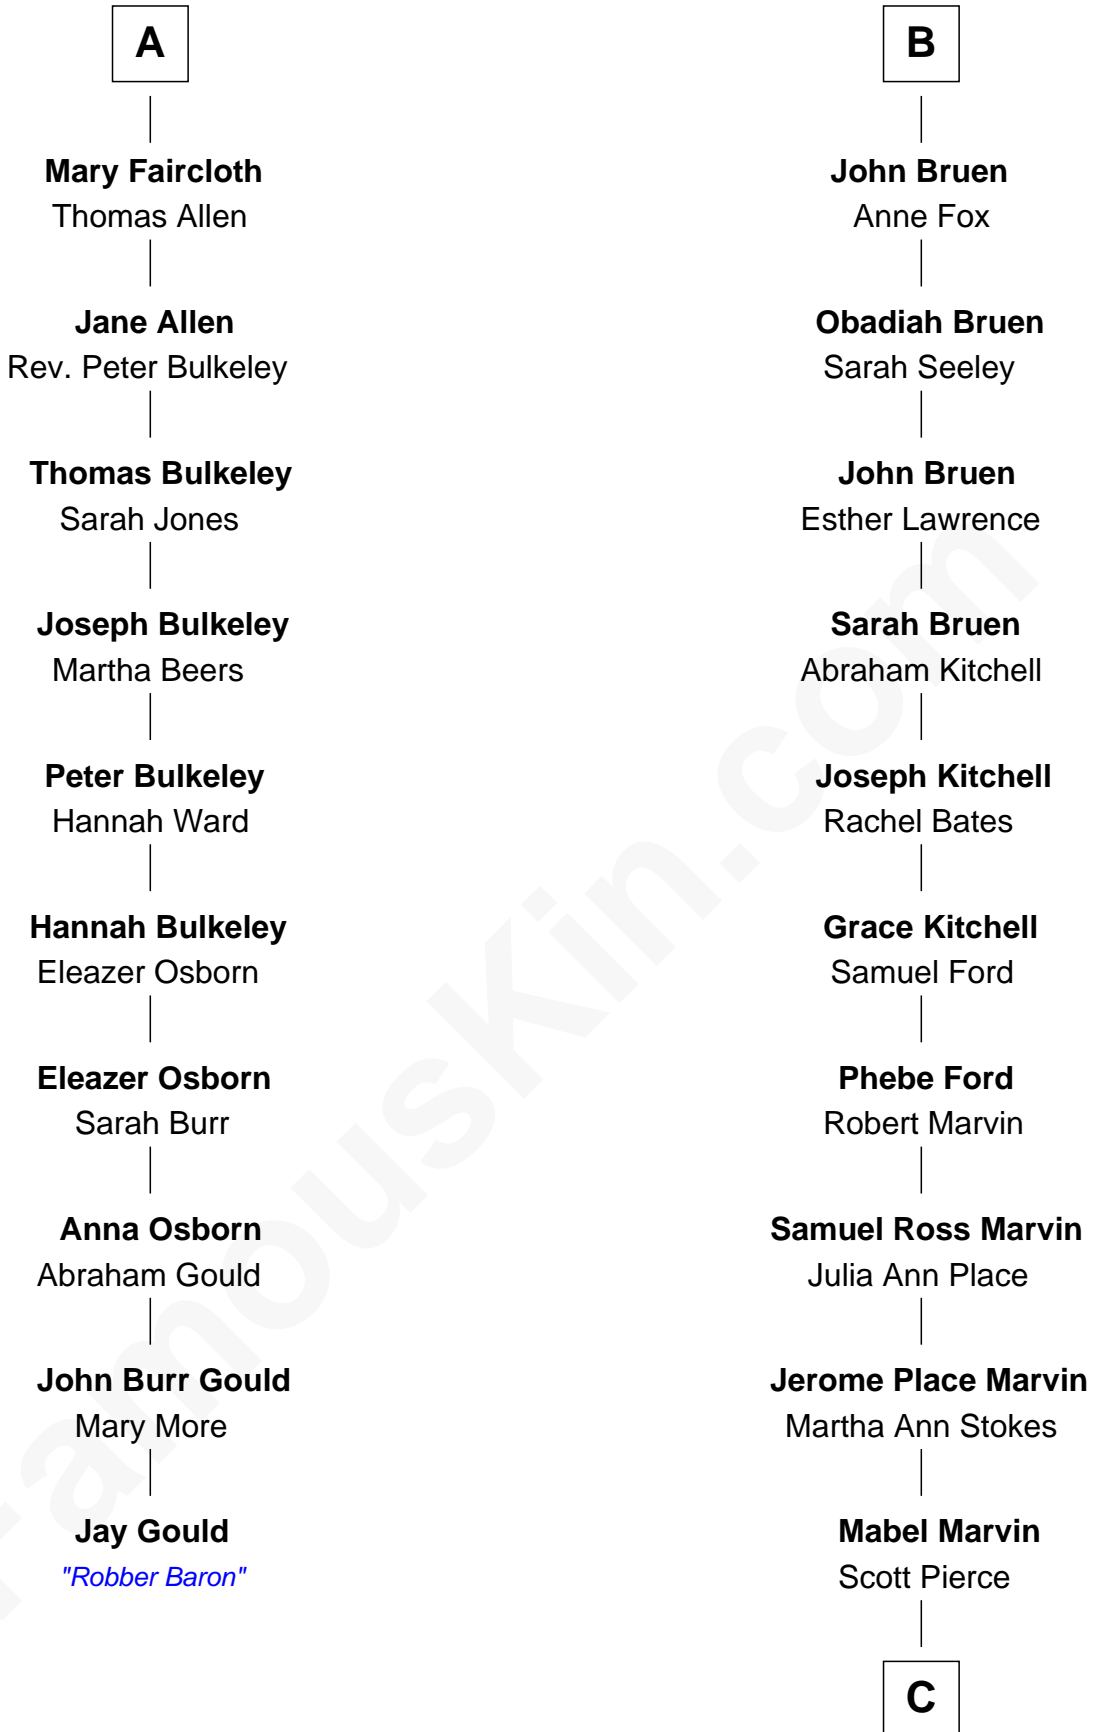 A
Mary Faircloth
Thomas Allen
Jane Allen
Rev. Peter Bulkeley
Thomas Bulkeley
Sarah Jones
Joseph Bulkeley
Martha Beers
Peter Bulkeley
Hannah Ward
Hannah Bulkeley
Eleazer Osborn
Eleazer Osborn
Sarah Burr
Anna Osborn
Abraham Gould
John Burr Gould
Mary More
Jay Gould
"Robber Baron"
B
John Bruen
Anne Fox
Obadiah Bruen
Sarah Seeley
John Bruen
Esther Lawrence
Sarah Bruen
Abraham Kitchell
Joseph Kitchell
Rachel Bates
Grace Kitchell
Samuel Ford
Phebe Ford
Robert Marvin
Samuel Ross Marvin
Julia Ann Place
Jerome Place Marvin
Martha Ann Stokes
Mabel Marvin
Scott Pierce
C
FamousKin.com